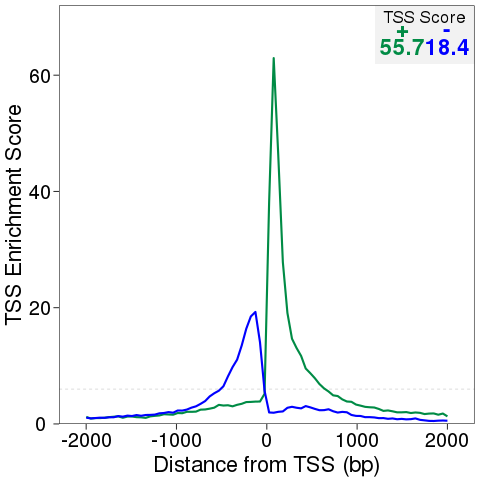 TSS Score
+ -
55.7 18.4
TSS Enrichment Score
60
40
20
0
-2000 -1000 0 1000 2000
Distance from TSS (bp)